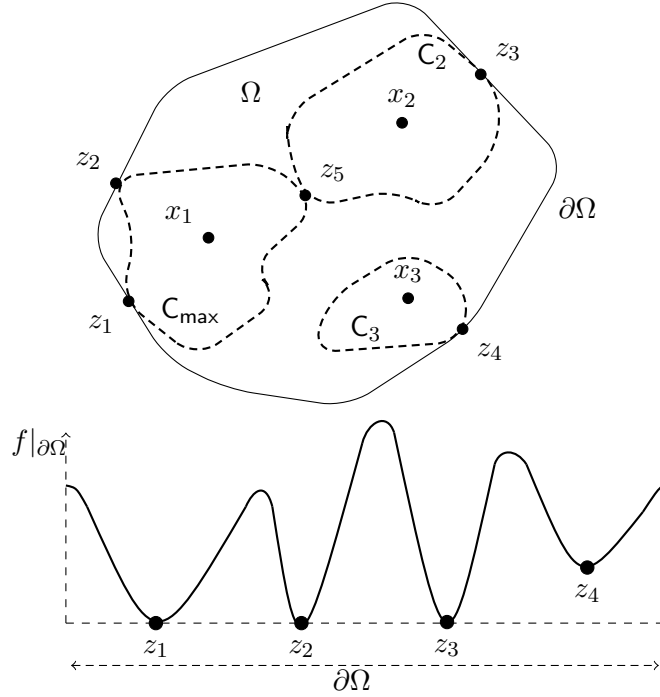 C₂
z₃
Ω
x₂
z₂
z₅
∂Ω
x₁
x₃
C_max
z₁
C₃
z₄
f|_∂Ω
z₄
z₁
z₂
z₃
∂Ω